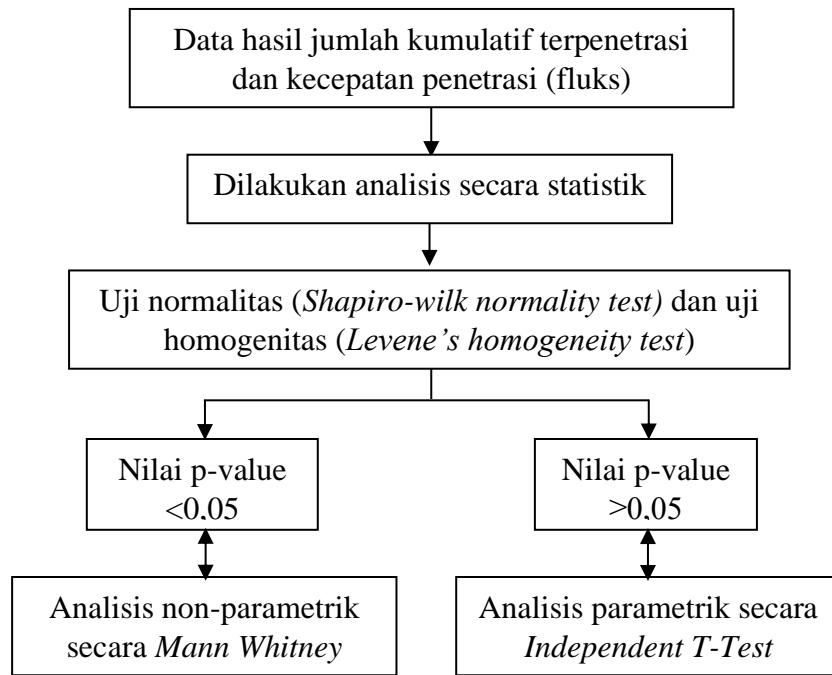 Data hasil jumlah kumulatif terpenetrasi
dan kecepatan penetrasi (fluks)
Dilakukan analisis secara statistik
Uji normalitas (Shapiro-wilk normality test) dan uji
homogenitas (Levene’s homogeneity test)
Nilai p-value
<0,05
Nilai p-value
>0,05
Analisis non-parametrik
secara Mann Whitney
Analisis parametrik secara
Independent T-Test